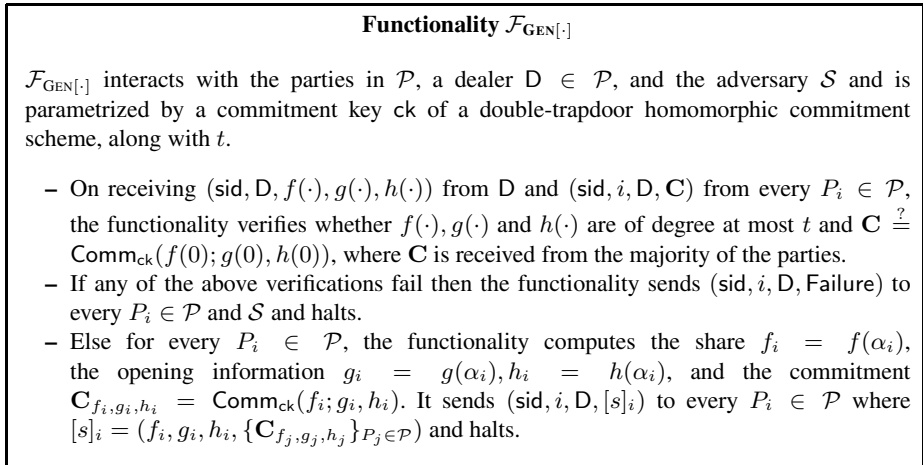 Functionality 𝓕_GEN[·]
𝓕_GEN[·] interacts with the parties in 𝒫, a dealer D ∈ 𝒫, and the adversary 𝒮 and is
parametrized by a commitment key ck of a double-trapdoor homomorphic commitment
scheme, along with t.
– On receiving (sid, D, f(·), g(·), h(·)) from D and (sid, i, D, C) from every P_i ∈ 𝒫,
the functionality verifies whether f(·), g(·) and h(·) are of degree at most t and C ≟
Comm_ck(f(0); g(0), h(0)), where C is received from the majority of the parties.
– If any of the above verifications fail then the functionality sends (sid, i, D, Failure) to
every P_i ∈ 𝒫 and 𝒮 and halts.
– Else for every P_i ∈ 𝒫, the functionality computes the share f_i = f(α_i),
the opening information g_i = g(α_i), h_i = h(α_i), and the commitment
C_{f_i,g_i,h_i} = Comm_ck(f_i; g_i, h_i). It sends (sid, i, D, [s]_i) to every P_i ∈ 𝒫 where
[s]_i = (f_i, g_i, h_i, {C_{f_j,g_j,h_j}}_{P_j∈𝒫}) and halts.